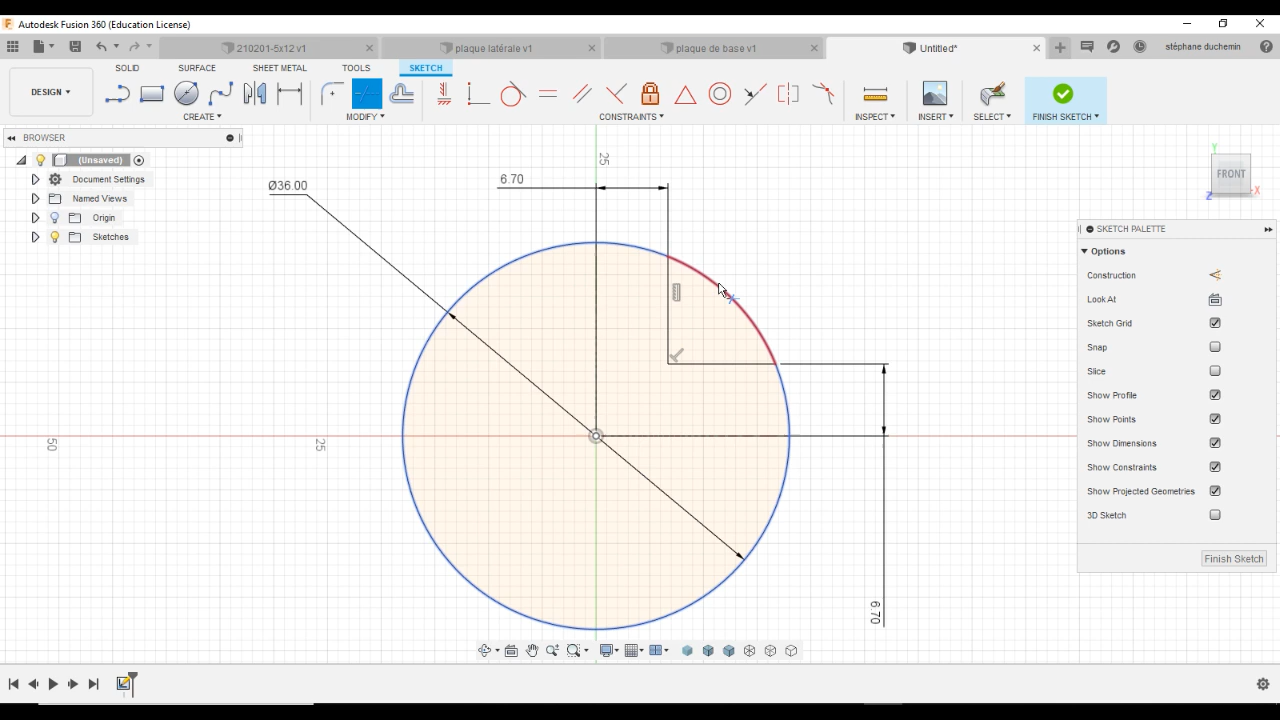 Autodesk Fusion 360 (Education License)
210201-5x12 v1
plaque latérale v1
plaque de base v1
Untitled*
stéphane duchemin
SOLID
SURFACE
SHEET METAL
TOOLS
SKETCH
DESIGN
CREATE
MODIFY
CONSTRAINTS
INSPECT
INSERT
SELECT
FINISH SKETCH
BROWSER
(Unsaved)
Document Settings
Named Views
Origin
Sketches
Ø36.00
6.70
25
50
25
6.70
Y
FRONT
X
Z
SKETCH PALETTE
Options
Construction
Look At
Sketch Grid
Snap
Slice
Show Profile
Show Points
Show Dimensions
Show Constraints
Show Projected Geometries
3D Sketch
Finish Sketch